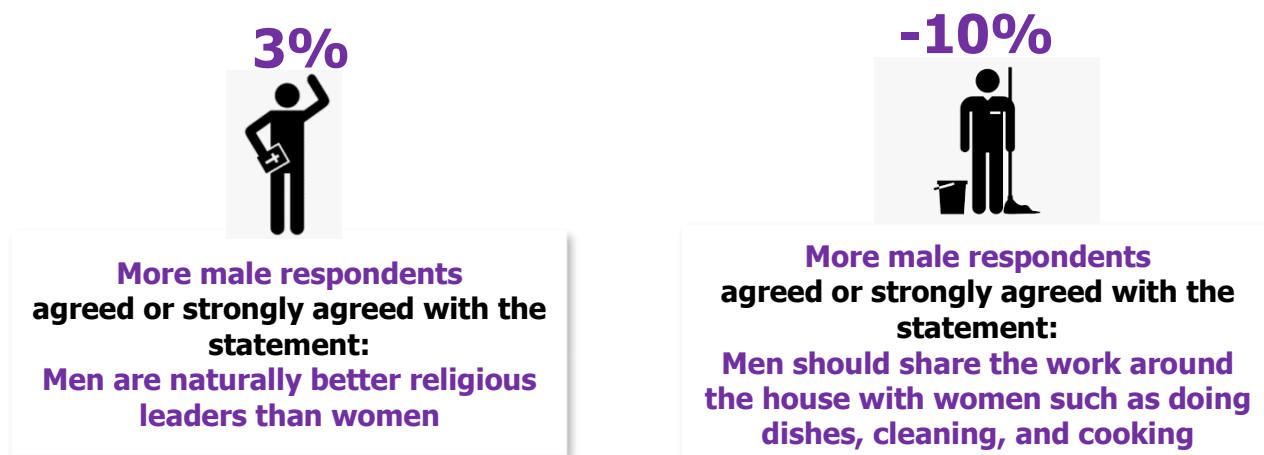 3%
More male respondents
agreed or strongly agreed with the
statement:
Men are naturally better religious
leaders than women
-10%
More male respondents
agreed or strongly agreed with the
statement:
Men should share the work around
the house with women such as doing
dishes, cleaning, and cooking